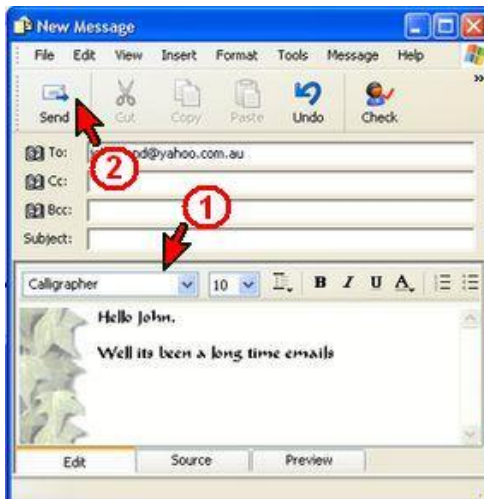 New Message
File Edit View Insert Format Tools Message Help
Send Cut Copy Paste Undo Check
2
To: @yahoo.com.au
Cc:
Bcc:
1
Subject:
Calligrapher 10 B I U A
Hello John.
Well its been a long time emails
Edit Source Preview